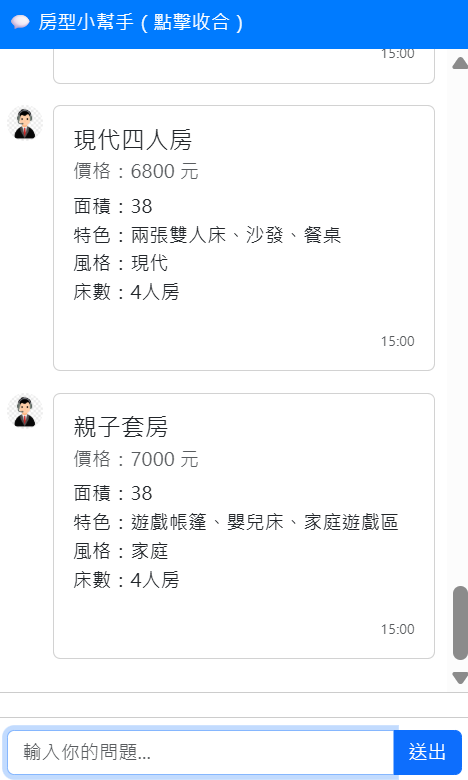 房型小幫手（點擊收合）
15:00
現代四人房
價格：6800 元
面積：38
特色：兩張雙人床、沙發、餐桌
風格：現代
床數：4人房
15:00
親子套房
價格：7000 元
面積：38
特色：遊戲帳篷、嬰兒床、家庭遊戲區
風格：家庭
床數：4人房
15:00
輸入你的問題... 送出